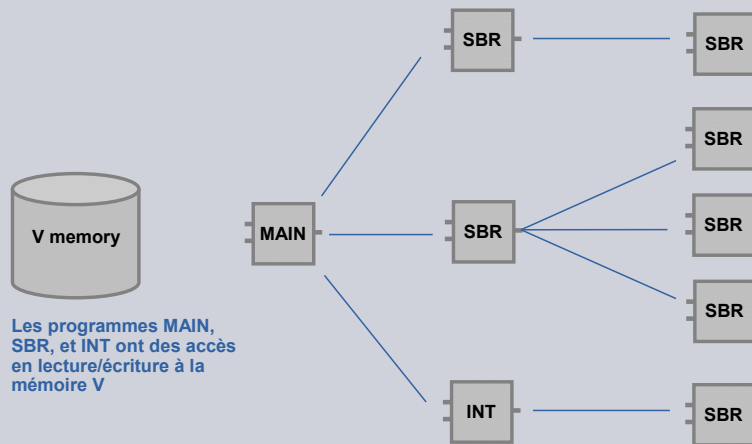 SBR
SBR
SBR
V memory
MAIN
SBR
SBR
SBR
Les programmes MAIN,
SBR, et INT ont des accès
en lecture/écriture à la
mémoire V
INT
SBR